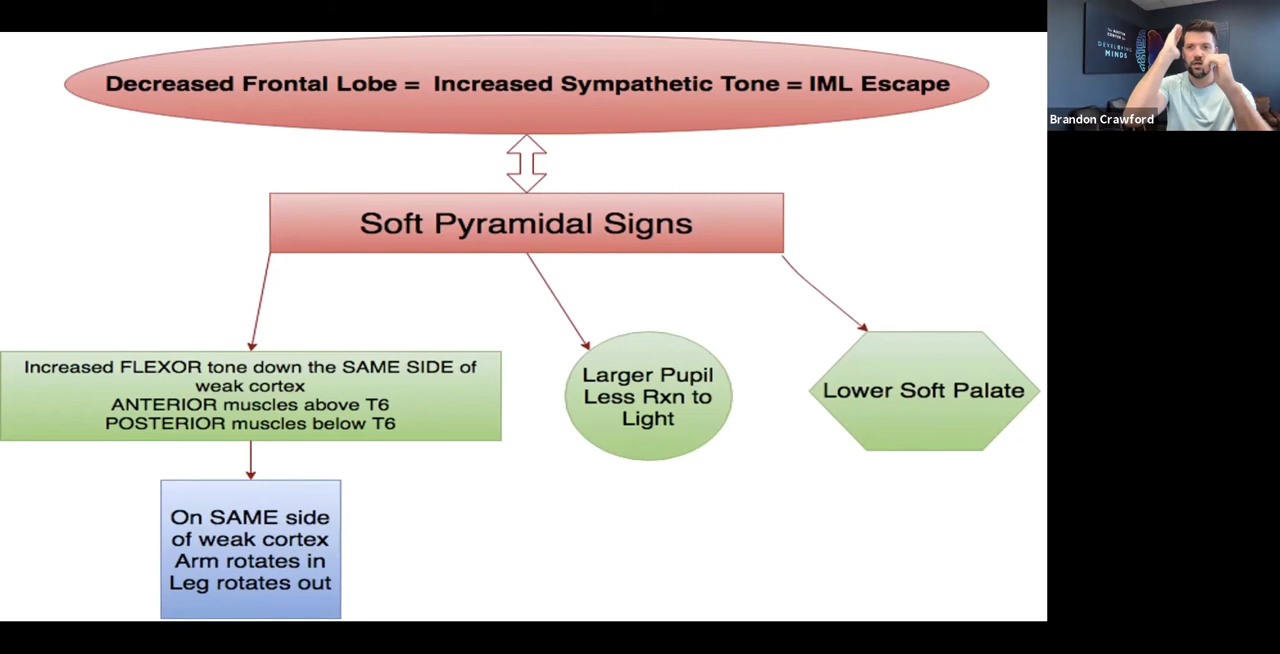 Decreased Frontal Lobe = Increased Sympathetic Tone = IML Escape
Soft Pyramidal Signs
Increased FLEXOR tone down the SAME SIDE of
weak cortex
ANTERIOR muscles above T6
POSTERIOR muscles below T6
Larger Pupil
Less Rxn to
Light
Lower Soft Palate
On SAME side
of weak cortex
Arm rotates in
Leg rotates out
DEVELOPING
MINDS
Brandon Crawford